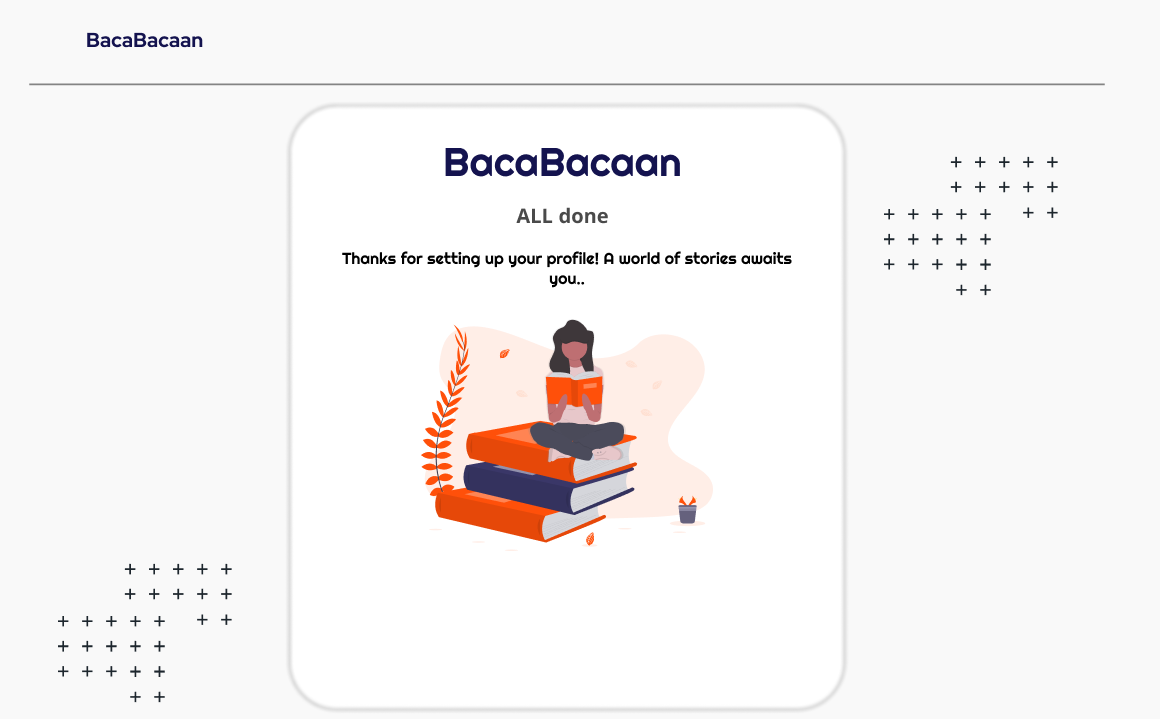 BacaBacaan
BacaBacaan
ALL done
Thanks for setting up your profile! A world of stories awaits
you..